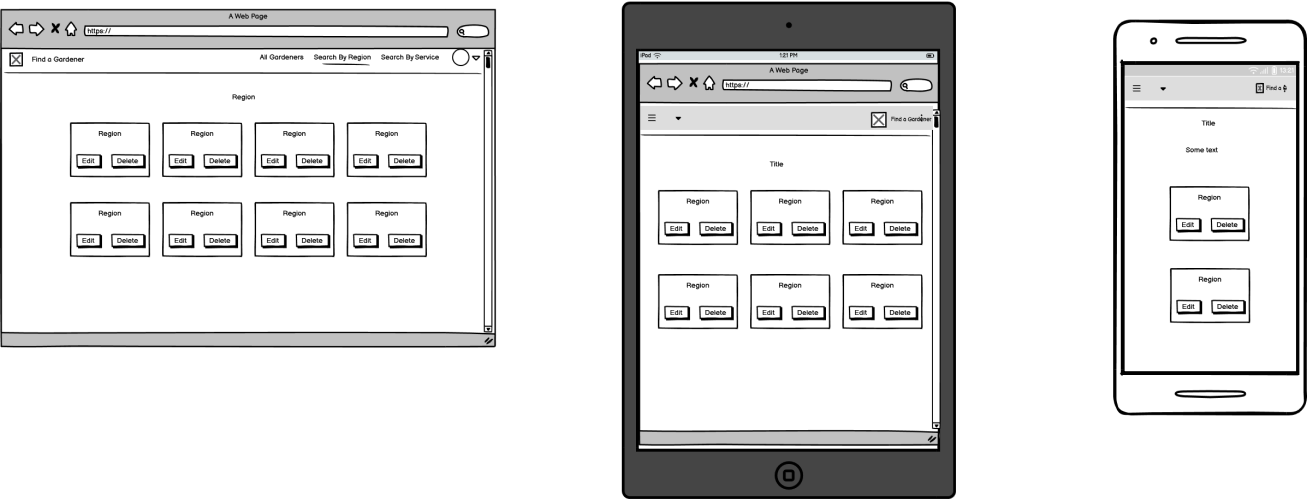 A Web Page
https://
Find a Gardener
All Gardeners Search By Region Search By Service
Region
Region Region Region Region
Edit Delete Edit Delete Edit Delete Edit Delete
Region Region Region Region
Edit Delete Edit Delete Edit Delete Edit Delete
iPod 1:21 PM
A Web Page
https://
Find a Gardener
Title
Region Region Region
Edit Delete Edit Delete Edit Delete
Region Region Region
Edit Delete Edit Delete Edit Delete
Find a
Title
Some text
Region
Edit Delete
Region
Edit Delete